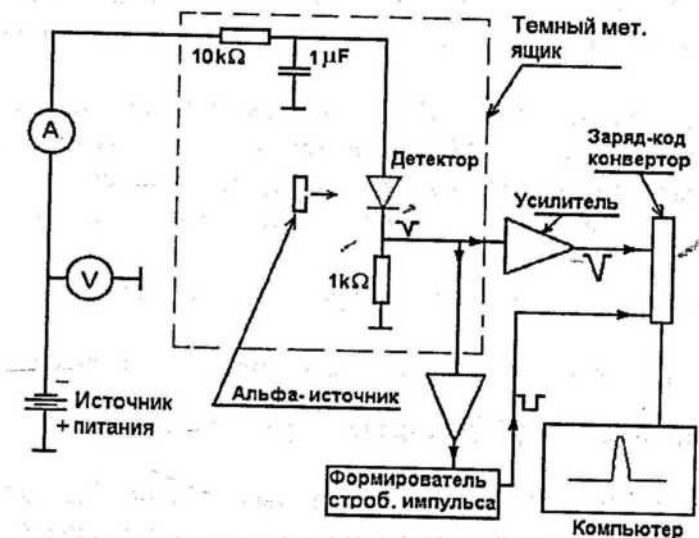 10kΩ
1μF
Темный мет.
ящик
A
Детектор
Заряд-код
конвертор
Усилитель
V
1kΩ
Источник
+ питания
Альфа-источник
Формирователь
строб. импульса
Компьютер